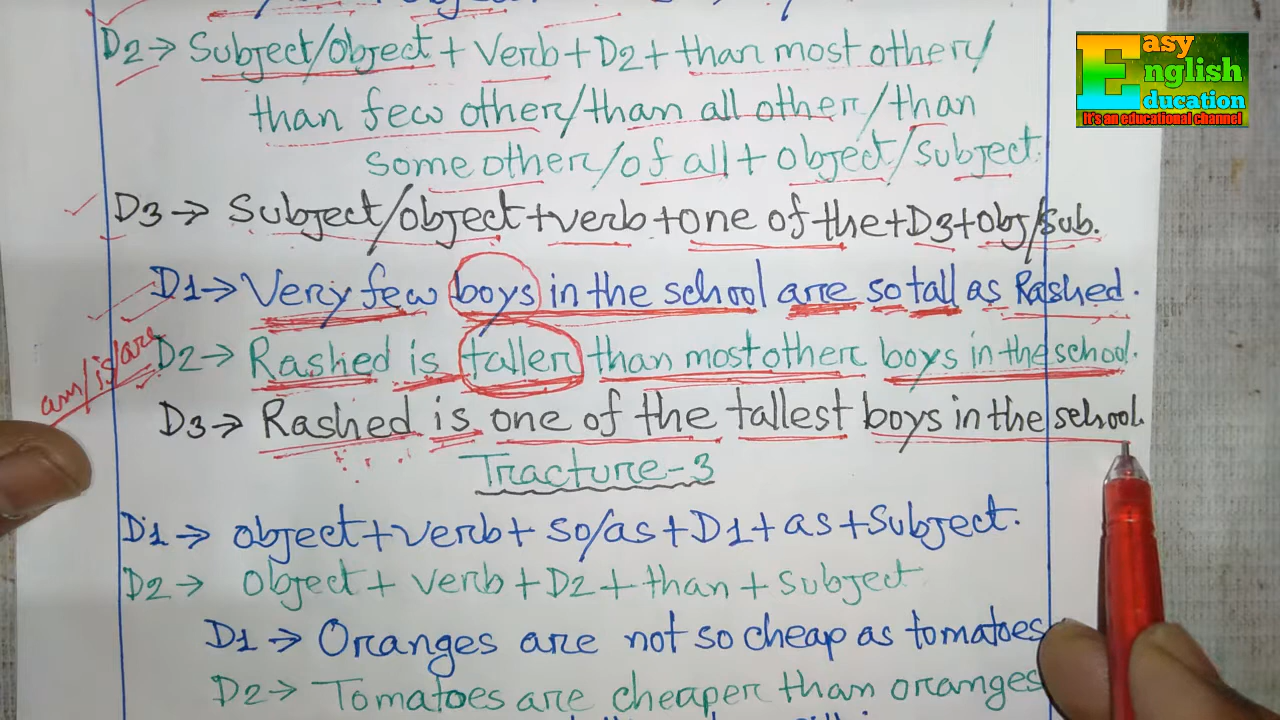 D2→ Subject/object + Verb + D2 + than most other/
than few other/than all other/than
some other/of all + object/subject.
D3→ Subject/object+verb+one of the+D3+obj/sub.
D1→ Very few boys in the school are so tall as Rashed.
am/is/are
D2→ Rashed is taller than most other boys in the school.
D3→ Rashed is one of the tallest boys in the school.
Tracture-3
D1→ object+verb+so/as+D1+as+Subject.
D2→ Object+ verb+D2+than+subject
D1→ Oranges are not so cheap as tomatoes
D2→ Tomatoes are cheaper than oranges
Easy
English
Education
It's an educational channel